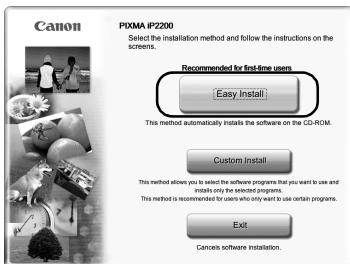 Canon
PIXMA iP2200
Select the installation method and follow the instructions on the
screens.
Recommended for first-time users
Easy Install
This method automatically installs the software on the CD-ROM.
Custom Install
This method allows you to select the software programs that you want to use and
installs only the selected programs.
This method is recommended for users who only want to use certain programs.
Exit
Cancels software installation.